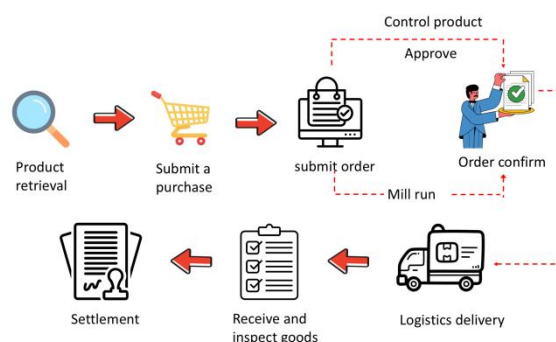 Control product
Approve
Product
retrieval
Submit a
purchase
submit order
Order confirm
Mill run
Settlement
Receive and
inspect goods
Logistics delivery